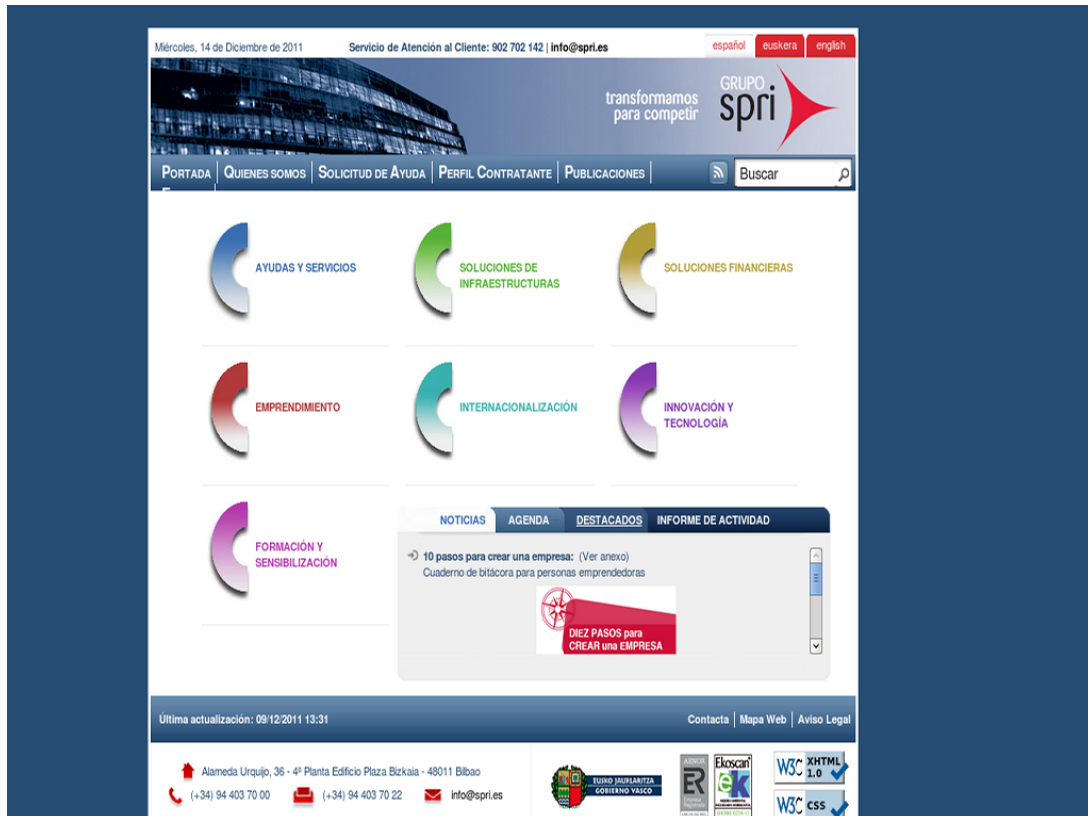 Miércoles, 14 de Diciembre de 2011
Servicio de Atención al Cliente: 902 702 142 | info@spri.es
español euskera english
transformamos
para competir
GRUPO
spri
PORTADA QUIENES SOMOS SOLICITUD DE AYUDA PERFIL CONTRATANTE PUBLICACIONES
Buscar
AYUDAS Y SERVICIOS
SOLUCIONES DE
INFRAESTRUCTURAS
SOLUCIONES FINANCIERAS
EMPRENDIMIENTO
INTERNACIONALIZACIÓN
INNOVACIÓN Y
TECNOLOGÍA
FORMACIÓN Y
SENSIBILIZACIÓN
NOTICIAS AGENDA DESTACADOS INFORME DE ACTIVIDAD
10 pasos para crear una empresa: (Ver anexo)
Cuaderno de bitácora para personas emprendedoras
DIEZ PASOS para
CREAR una EMPRESA
Última actualización: 09/12/2011 13:31
Contacta | Mapa Web | Aviso Legal
Alameda Urquijo, 36 - 4ª Planta Edificio Plaza Bizkaia - 48011 Bilbao
(+34) 94 403 70 00 (+34) 94 403 70 22 info@spri.es
EUSKO JAURLARITZA
GOBIERNO VASCO
AENOR
ER
Ekoscan
ek
W3C XHTML 1.0
W3C CSS